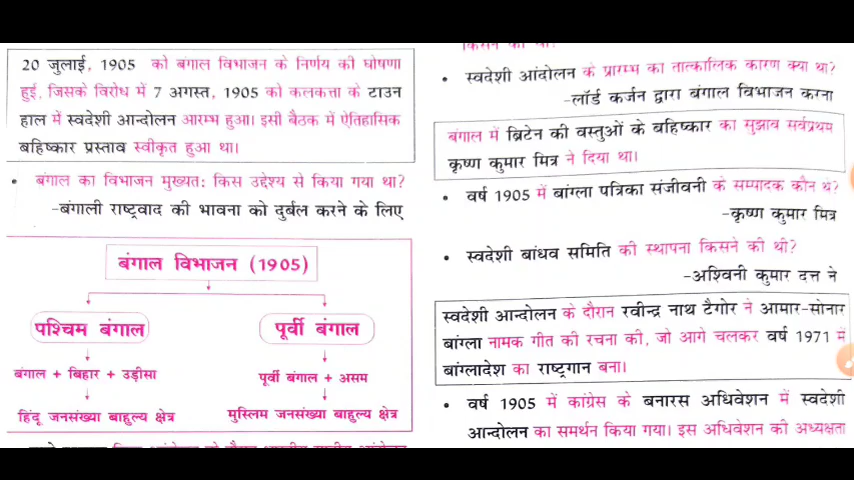 20 जुलाई, 1905 को बंगाल विभाजन के निर्णय की घोषणा
हुई, जिसके विरोध में 7 अगस्त, 1905 को कलकत्ता के टाउन
हाल में स्वदेशी आन्दोलन आरम्भ हुआ। इसी बैठक में ऐतिहासिक
बहिष्कार प्रस्ताव स्वीकृत हुआ था।
• बंगाल का विभाजन मुख्यतः किस उद्देश्य से किया गया था?
-बंगाली राष्ट्रवाद की भावना को दुर्बल करने के लिए
बंगाल विभाजन (1905)
पश्चिम बंगाल
पूर्वी बंगाल
बंगाल + बिहार + उड़ीसा
पूर्वी बंगाल + असम
हिंदू जनसंख्या बाहुल्य क्षेत्र
मुस्लिम जनसंख्या बाहुल्य क्षेत्र
• स्वदेशी आंदोलन के प्रारम्भ का तात्कालिक कारण क्या था?
-लॉर्ड कर्जन द्वारा बंगाल विभाजन करना
बंगाल में ब्रिटेन की वस्तुओं के बहिष्कार का सुझाव सर्वप्रथम
कृष्ण कुमार मित्र ने दिया था।
• वर्ष 1905 में बांग्ला पत्रिका संजीवनी के सम्पादक कौन थे?
-कृष्ण कुमार मित्र
• स्वदेशी बांधव समिति की स्थापना किसने की थी?
-अश्विनी कुमार दत्त ने
स्वदेशी आन्दोलन के दौरान रवीन्द्र नाथ टैगोर ने आमार-सोनार
बांग्ला नामक गीत की रचना की, जो आगे चलकर वर्ष 1971 में
बांग्लादेश का राष्ट्रगान बना।
• वर्ष 1905 में कांग्रेस के बनारस अधिवेशन में स्वदेशी
आन्दोलन का समर्थन किया गया। इस अधिवेशन की अध्यक्षता